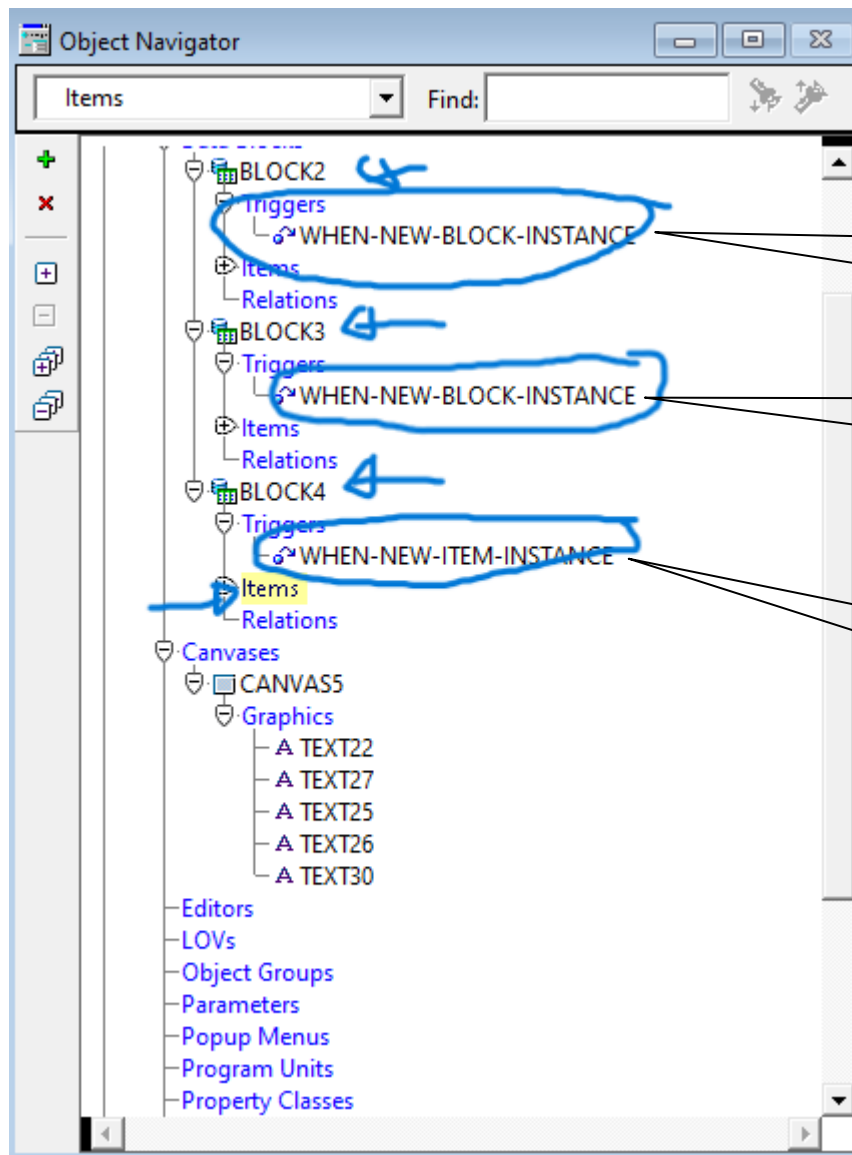 Object Navigator
Items Find:
BLOCK2
Triggers
WHEN-NEW-BLOCK-INSTANCE
Items
Relations
BLOCK3
Triggers
WHEN-NEW-BLOCK-INSTANCE
Items
Relations
BLOCK4
Triggers
WHEN-NEW-ITEM-INSTANCE
Items
Relations
Canvases
CANVAS5
Graphics
A TEXT22
A TEXT27
A TEXT25
A TEXT26
A TEXT30
Editors
LOVs
Object Groups
Parameters
Popup Menus
Program Units
Property Classes